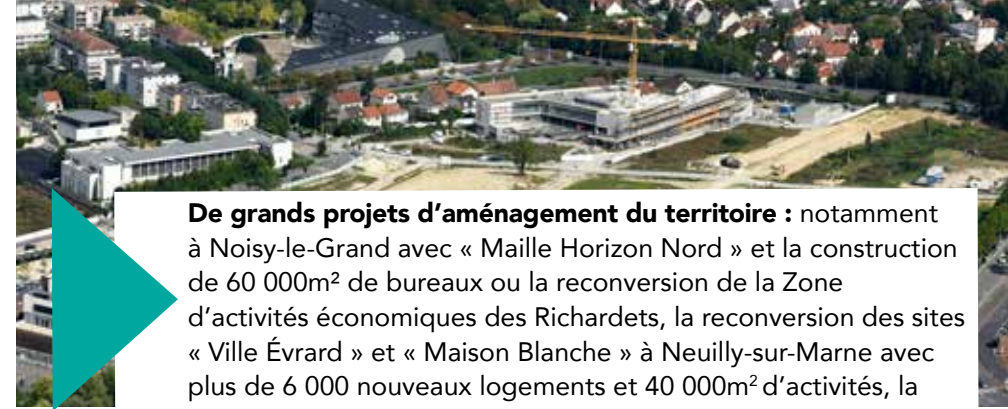 De grands projets d’aménagement du territoire : notamment
à Noisy-le-Grand avec « Maille Horizon Nord » et la construction
de 60 000m² de bureaux ou la reconversion de la Zone
d’activités économiques des Richardets, la reconversion des sites
« Ville Évrard » et « Maison Blanche » à Neuilly-sur-Marne avec
plus de 6 000 nouveaux logements et 40 000m² d’activités, la